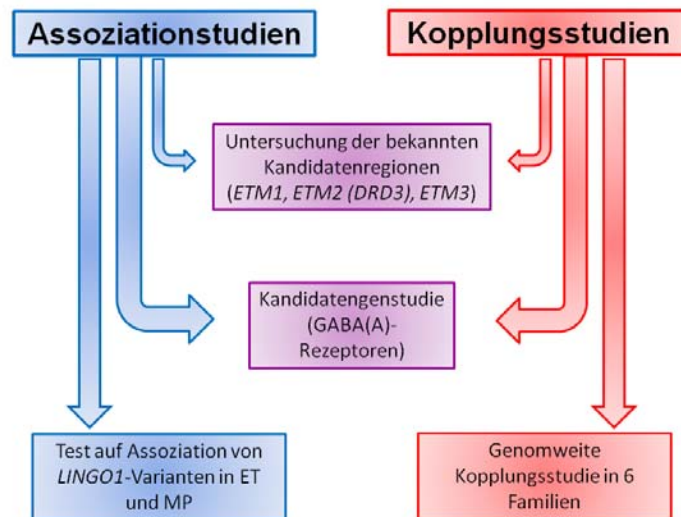 Assoziationstudien
Kopplungsstudien
Untersuchung der bekannten
Kandidatenregionen
(ETM1, ETM2 (DRD3), ETM3)
Kandidatengenstudie
(GABA(A)-
Rezeptoren)
Test auf Assoziation von
LINGO1-Varianten in ET
und MP
Genomweite
Kopplungsstudie in 6
Familien